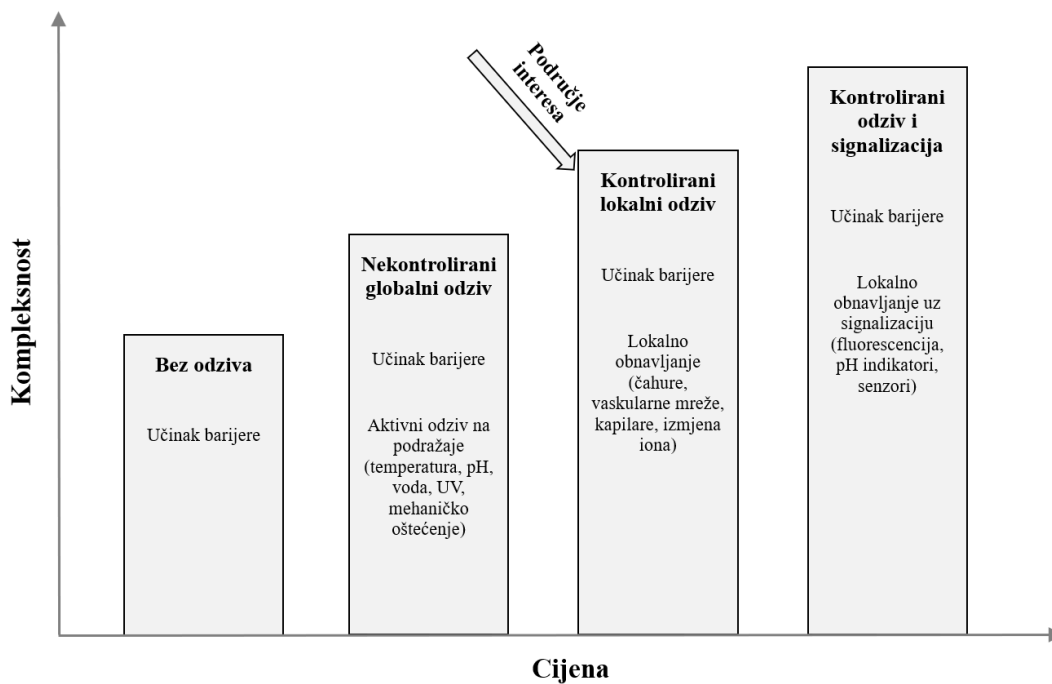 Kompleksnost
Bez odziva
Učinak barijere
Nekontrolirani
globalni odziv
Učinak barijere
Aktivni odziv na
podražaje
(temperatura, pH,
voda, UV,
mehaničko
oštećenje)
Područje
interesa
Kontrolirani
lokalni odziv
Učinak barijere
Lokalno
obnavljanje
(čahure,
vaskularne mreže,
kapilare, izmjena
iona)
Kontrolirani
odziv i
signalizacija
Učinak barijere
Lokalno
obnavljanje uz
signalizaciju
(fluorescencija,
pH indikatori,
senzori)
Cijena